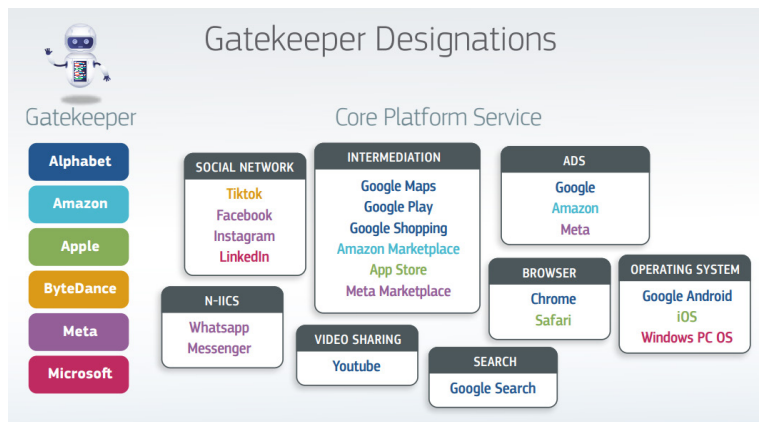 Gatekeeper Designations
Gatekeeper
Alphabet
Amazon
Apple
ByteDance
Meta
Microsoft
Core Platform Service
SOCIAL NETWORK
Tiktok
Facebook
Instagram
LinkedIn
INTERMEDIATION
Google Maps
Google Play
Google Shopping
Amazon Marketplace
App Store
Meta Marketplace
ADS
Google
Amazon
Meta
N-IICS
Whatsapp
Messenger
VIDEO SHARING
Youtube
BROWSER
Chrome
Safari
OPERATING SYSTEM
Google Android
iOS
Windows PC OS
SEARCH
Google Search